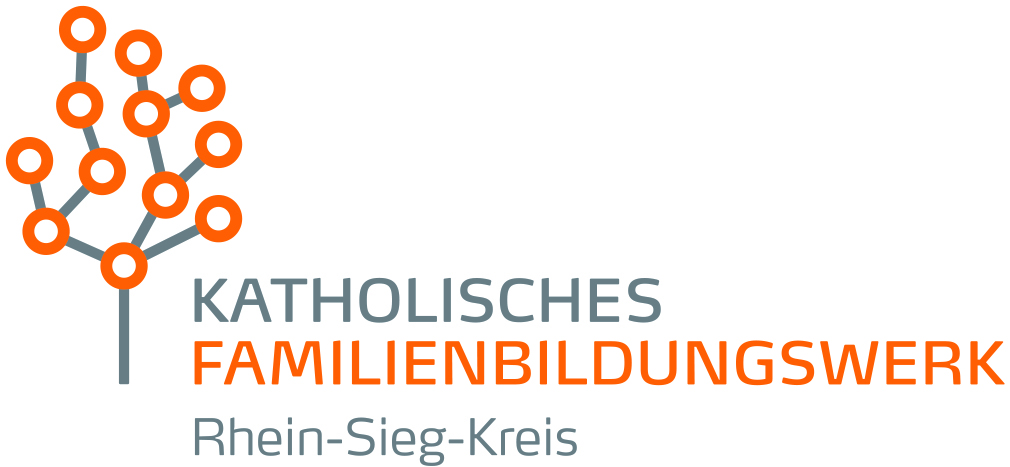 KATHOLISCHES
FAMILIENBILDUNGSWERK
Rhein-Sieg-Kreis